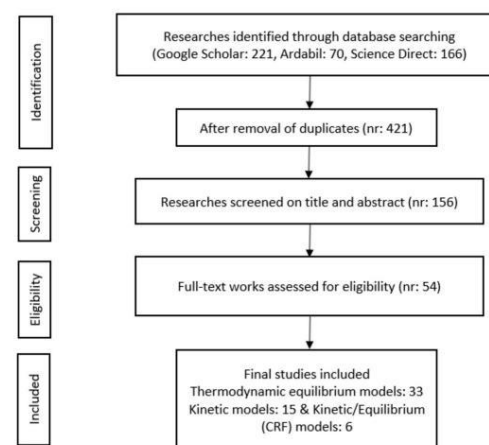 Identification
Researches identified through database searching
(Google Scholar: 221, Ardabil: 70, Science Direct: 166)
After removal of duplicates (nr: 421)
Screening
Researches screened on title and abstract (nr: 156)
Eligibility
Full-text works assessed for eligibility (nr: 54)
Included
Final studies included
Thermodynamic equilibrium models: 33
Kinetic models: 15 & Kinetic/Equilibrium
(CRF) models: 6